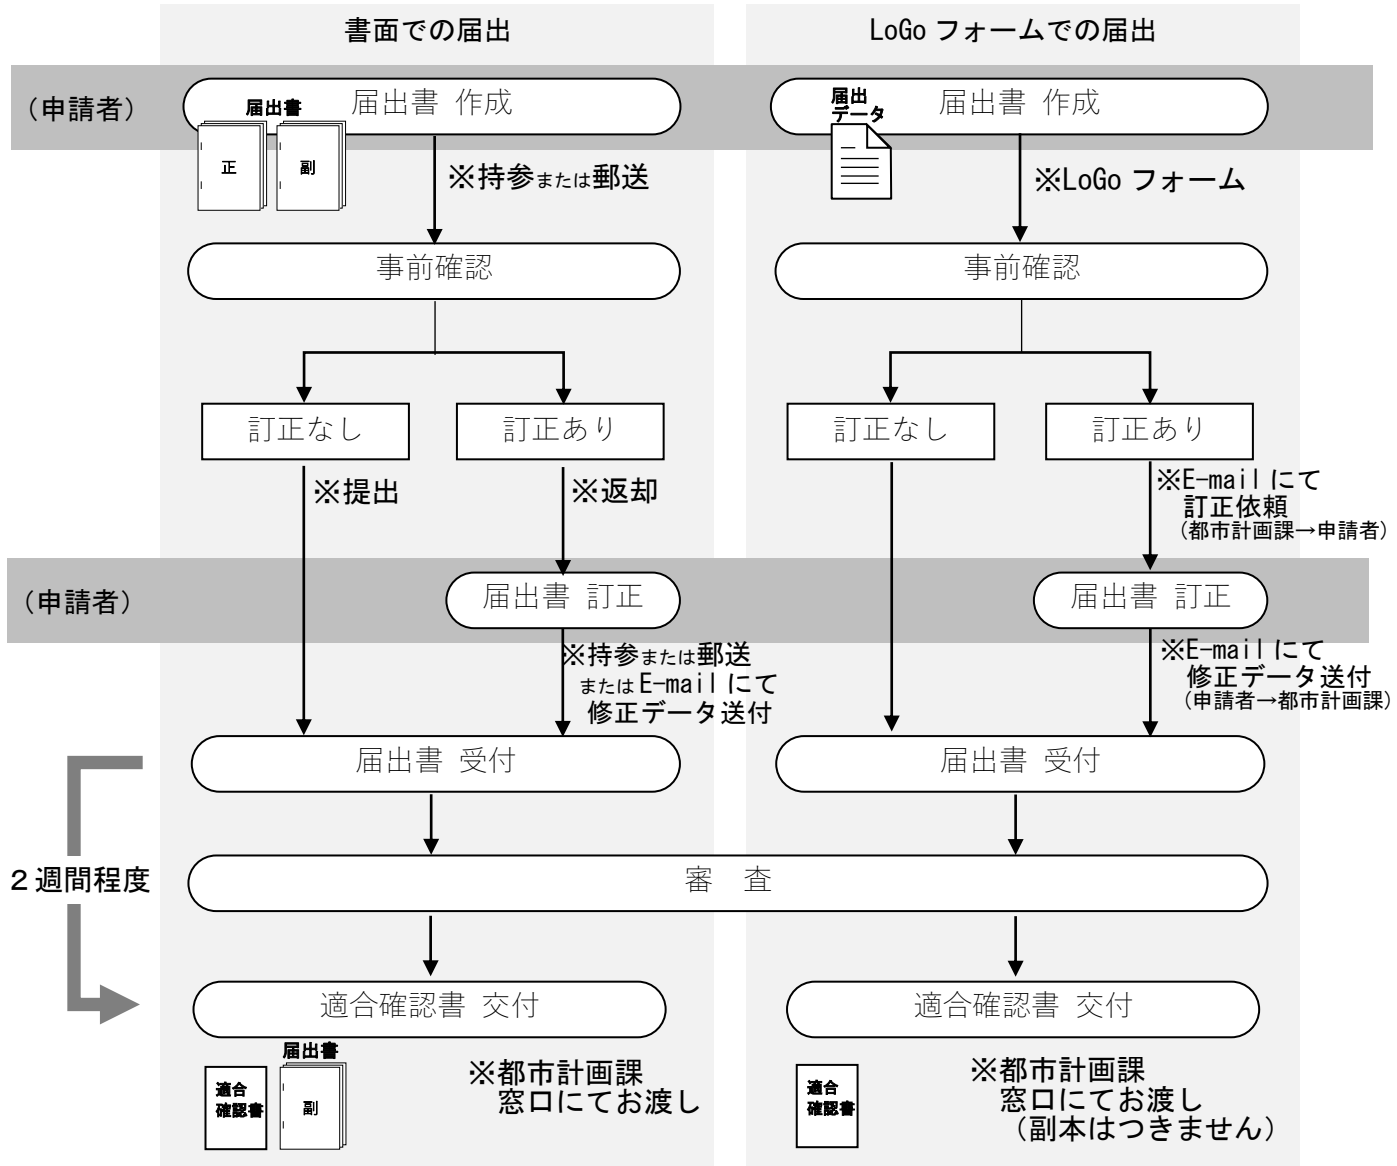 書面での届出
LoGo フォームでの届出
(申請者)
届出書 作成
届出書
正
副
※持参または郵送
届出書 作成
届出
データ
※LoGo フォーム
事前確認
事前確認
訂正なし
訂正あり
訂正なし
訂正あり
※提出
※返却
※E-mail にて
訂正依頼
(都市計画課→申請者)
(申請者)
届出書 訂正
届出書 訂正
※持参または郵送
または E-mail にて
修正データ送付
※E-mail にて
修正データ送付
(申請者→都市計画課)
届出書 受付
届出書 受付
2週間程度
審 査
適合確認書 交付
適合確認書 交付
適合
確認書
届出書
副
※都市計画課
窓口にてお渡し
適合
確認書
※都市計画課
窓口にてお渡し
(副本はつきません)